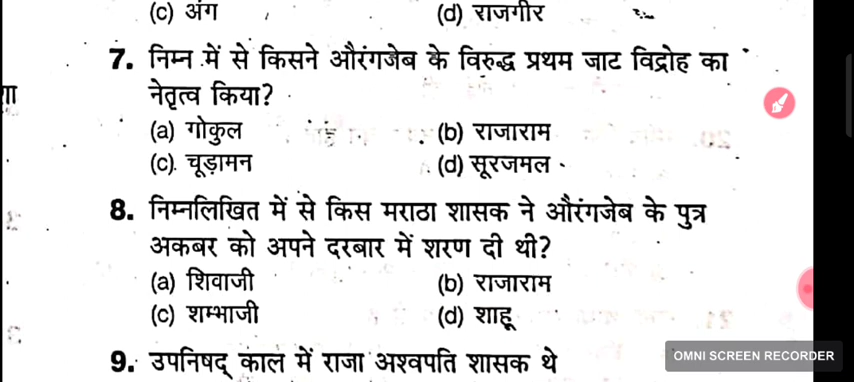 (c) अंग (d) राजगीर
7. निम्न में से किसने औरंगजेब के विरुद्ध प्रथम जाट विद्रोह का
गा नेतृत्व किया?
(a) गोकुल (b) राजाराम
(c). चूड़ामन (d) सूरजमल
8. निम्नलिखित में से किस मराठा शासक ने औरंगजेब के पुत्र
अकबर को अपने दरबार में शरण दी थी?
(a) शिवाजी (b) राजाराम
(c) शम्भाजी (d) शाहू
9. उपनिषद् काल में राजा अश्वपति शासक थे
OMNI SCREEN RECORDER